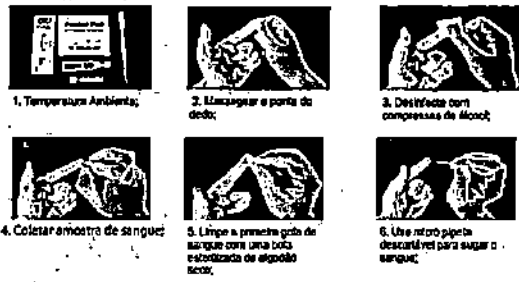 1. Temperatura Ambiente;
2. Massagear a ponta do
dedo;
3. Desinfecte com
compressas de álcool;
4. Coletar amostra de sangue;
5. Limpe a primeira gota de
sangue com uma bola
esterilizada de algodão
seco;
6. Use micro pipeta
descartável para sugar o
sangue;